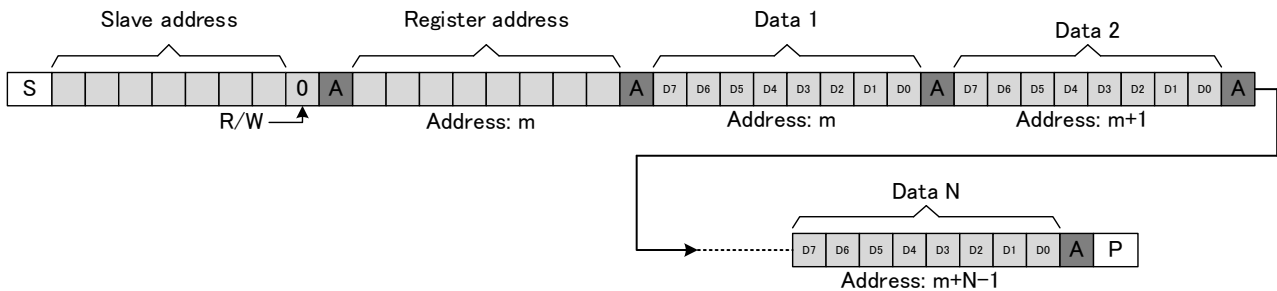 Slave address Register address Data 1 Data 2
S 0 A A D7 D6 D5 D4 D3 D2 D1 D0 A D7 D6 D5 D4 D3 D2 D1 D0 A
R/W Address: m Address: m Address: m+1
Data N
D7 D6 D5 D4 D3 D2 D1 D0 A P
Address: m+N-1